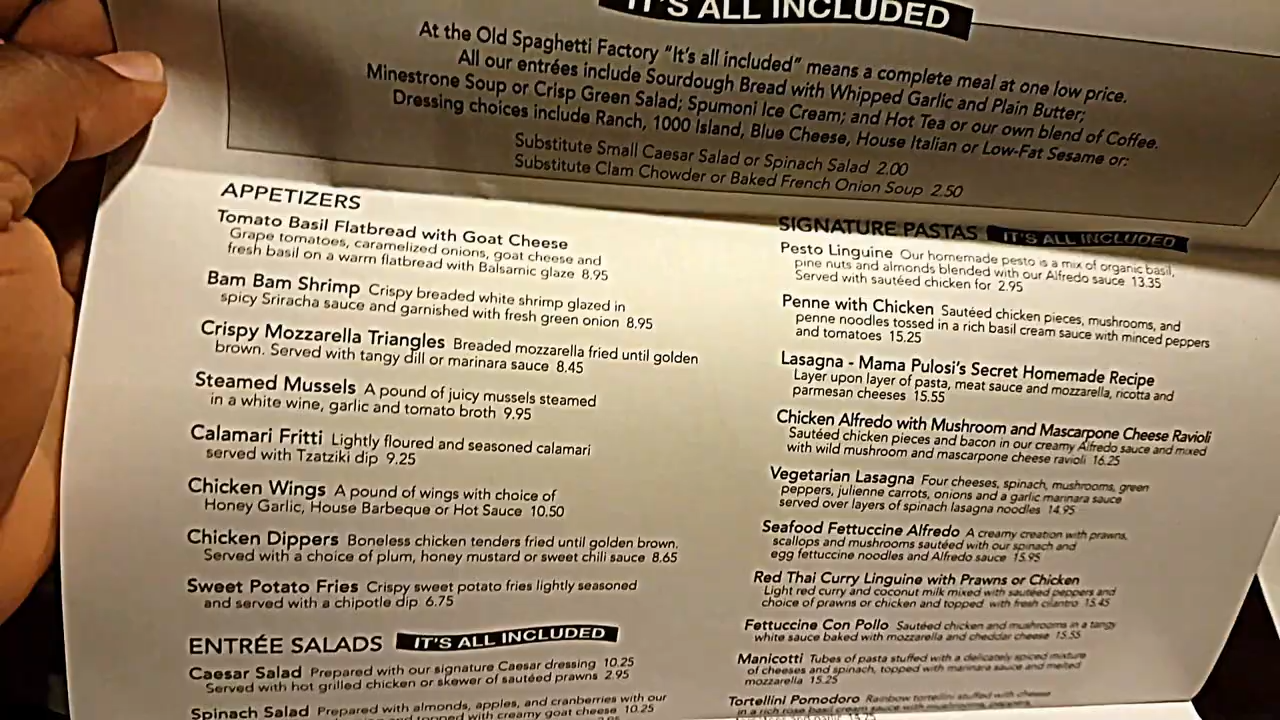 IT'S ALL INCLUDED
At the Old Spaghetti Factory “It's all included” means a complete meal at one low price.
All our entrées include Sourdough Bread with Whipped Garlic and Plain Butter;
Minestrone Soup or Crisp Green Salad; Spumoni Ice Cream; and Hot Tea or our own blend of Coffee.
Dressing choices include Ranch, 1000 Island, Blue Cheese, House Italian or Low-Fat Sesame or:
Substitute Small Caesar Salad or Spinach Salad 2.00
Substitute Clam Chowder or Baked French Onion Soup 2.50
APPETIZERS
Tomato Basil Flatbread with Goat Cheese
Grape tomatoes, caramelized onions, goat cheese and
fresh basil on a warm flatbread with Balsamic glaze 8.95
Bam Bam Shrimp Crispy breaded white shrimp glazed in
spicy Sriracha sauce and garnished with fresh green onion 8.95
Crispy Mozzarella Triangles Breaded mozzarella fried until golden
brown. Served with tangy dill or marinara sauce 8.45
Steamed Mussels A pound of juicy mussels steamed
in a white wine, garlic and tomato broth 9.95
Calamari Fritti Lightly floured and seasoned calamari
served with Tzatziki dip 9.25
Chicken Wings A pound of wings with choice of
Honey Garlic, House Barbeque or Hot Sauce 10.50
Chicken Dippers Boneless chicken tenders fried until golden brown.
Served with a choice of plum, honey mustard or sweet chili sauce 8.65
Sweet Potato Fries Crispy sweet potato fries lightly seasoned
and served with a chipotle dip 6.75
ENTRÉE SALADS IT'S ALL INCLUDED
Caesar Salad Prepared with our signature Caesar dressing 10.25
Served with hot grilled chicken or skewer of sautéed prawns 2.95
Spinach Salad Prepared with almonds, apples, and cranberries with our
and topped with creamy goat cheese 10.25
SIGNATURE PASTAS IT'S ALL INCLUDED
Pesto Linguine Our homemade pesto is a mix of organic basil,
pine nuts and almonds blended with our Alfredo sauce 13.35
Served with sautéed chicken for 2.95
Penne with Chicken Sautéed chicken pieces, mushrooms, and
penne noodles tossed in a rich basil cream sauce with minced peppers
and tomatoes 15.25
Lasagna - Mama Pulosi's Secret Homemade Recipe
Layer upon layer of pasta, meat sauce and mozzarella, ricotta and
parmesan cheeses 15.55
Chicken Alfredo with Mushroom and Mascarpone Cheese Ravioli
Sautéed chicken pieces and bacon in our creamy Alfredo sauce and mixed
with wild mushroom and mascarpone cheese ravioli 16.25
Vegetarian Lasagna Four cheeses, spinach, mushrooms, green
peppers, julienne carrots, onions and a garlic marinara sauce
served over layers of spinach lasagna noodles 14.95
Seafood Fettuccine Alfredo A creamy creation with prawns,
scallops and mushrooms sautéed with our spinach and
egg fettuccine noodles and Alfredo sauce 15.95
Red Thai Curry Linguine with Prawns or Chicken
Light red curry and coconut milk mixed with sautéed peppers and
choice of prawns or chicken and topped with fresh cilantro 15.45
Fettuccine Con Pollo Sautéed chicken and mushrooms in a tangy
white sauce baked with mozzarella and cheddar cheese 15.55
Manicotti Tubes of pasta stuffed with a delicately spiced mixture
of cheeses and spinach, topped with marinara sauce and melted
mozzarella 15.25
Tortellini Pomodoro Rainbow tortellini stuffed with cheese
in a rich rose basil cream sauce with mushrooms,